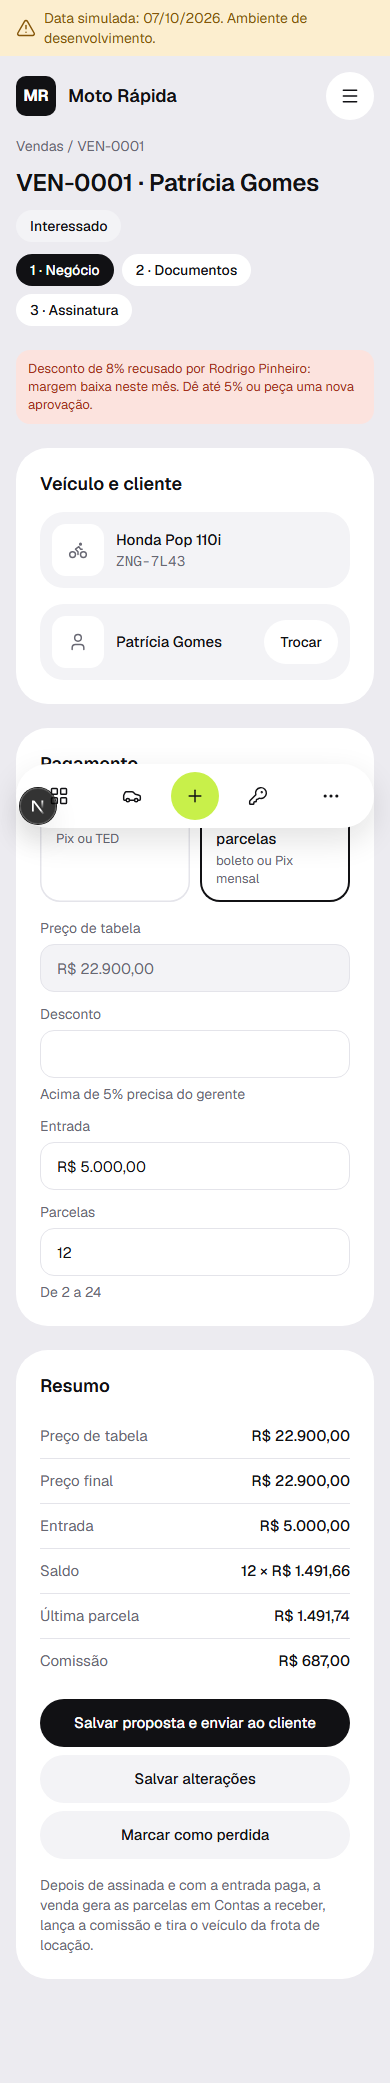 Data simulada: 07/10/2026. Ambiente de
desenvolvimento.
MR
Moto Rápida
Vendas / VEN-0001
VEN-0001 · Patrícia Gomes
Interessado
1 · Negócio
2 · Documentos
3 · Assinatura
Desconto de 8% recusado por Rodrigo Pinheiro:
margem baixa neste mês. Dê até 5% ou peça uma nova
aprovação.
Veículo e cliente
Honda Pop 110i
ZNG-7L43
Patrícia Gomes
Trocar
Pagamento
N
Pix ou TED
parcelas
boleto ou Pix
mensal
Preço de tabela
R$ 22.900,00
Desconto
Acima de 5% precisa do gerente
Entrada
R$ 5.000,00
Parcelas
12
De 2 a 24
Resumo
Preço de tabela
R$ 22.900,00
Preço final
R$ 22.900,00
Entrada
R$ 5.000,00
Saldo
12 × R$ 1.491,66
Última parcela
R$ 1.491,74
Comissão
R$ 687,00
Salvar proposta e enviar ao cliente
Salvar alterações
Marcar como perdida
Depois de assinada e com a entrada paga, a
venda gera as parcelas em Contas a receber,
lança a comissão e tira o veículo da frota de
locação.